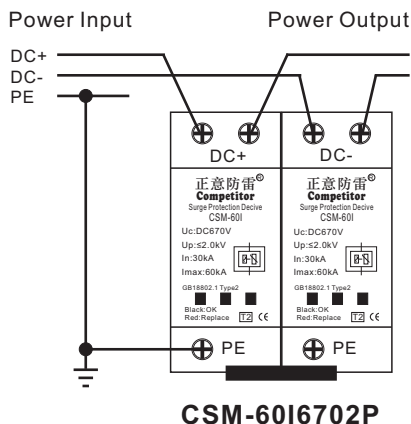 Power Input Power Output
DC+
DC-
PE
DC+ DC-
正意防雷® 正意防雷®
Competitor Competitor
Surge Protection Decive Surge Protection Decive
CSM-60I CSM-60I
Uc:DC670V Uc:DC670V
Up:≤2.0kV Up:≤2.0kV
In:30kA In:30kA
Imax:60kA Imax:60kA
GB18802.1 Type2 GB18802.1 Type2
Black:OK Black:OK
Red:Replace T2 CE Red:Replace T2 CE
PE PE
CSM-60I6702P